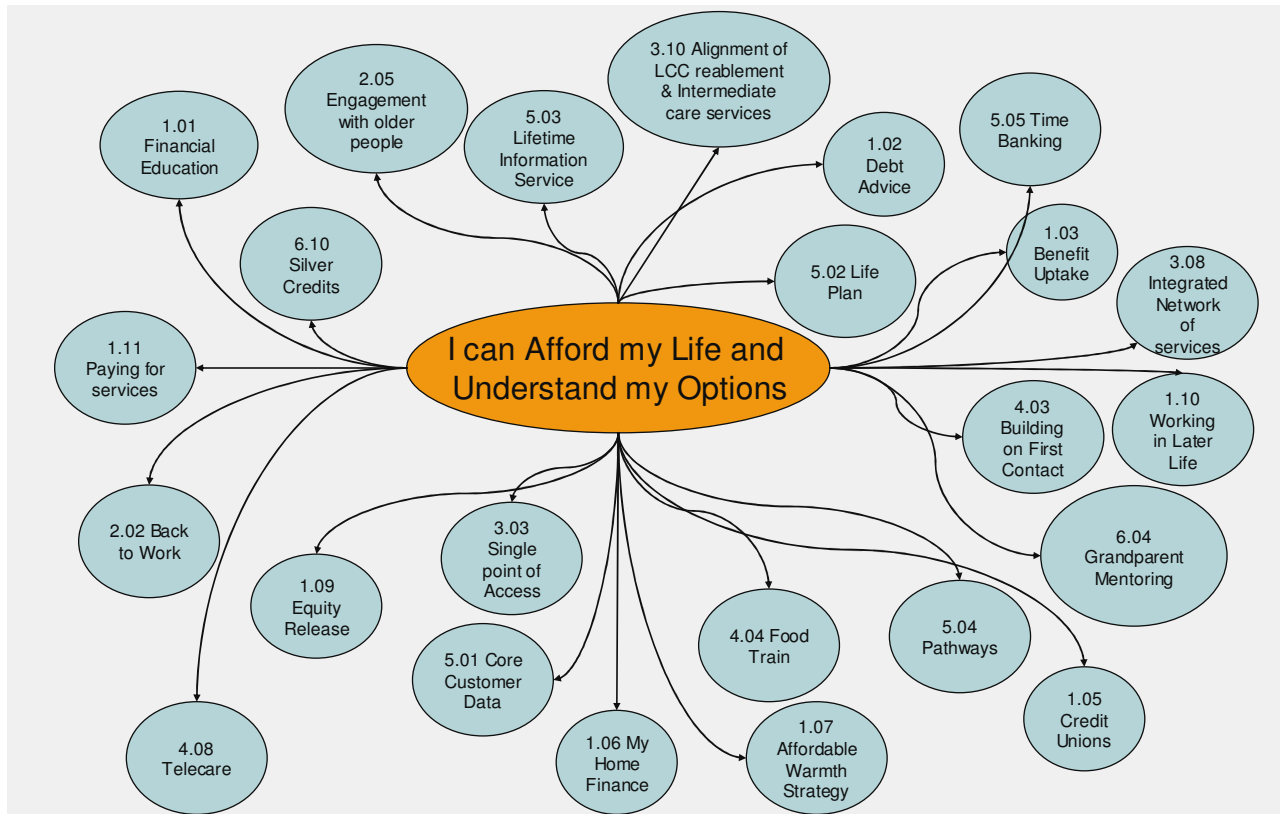 3.10 Alignment of
LCC reablement
& Intermediate
care services
2.05
Engagement
with older
people
5.03
Lifetime
Information
Service
5.05 Time
Banking
1.01
Financial
Education
1.02
Debt
Advice
6.10
Silver
Credits
5.02 Life
Plan
1.03
Benefit
Uptake
3.08
Integrated
Network
of
services
1.11
Paying for
services
I can Afford my Life and
Understand my Options
4.03
Building
on First
Contact
1.10
Working
in Later
Life
2.02 Back
to Work
3.03
Single
point of
Access
6.04
Grandparent
Mentoring
1.09
Equity
Release
4.04 Food
Train
5.04
Pathways
5.01 Core
Customer
Data
1.05
Credit
Unions
4.08
Telecare
1.06 My
Home
Finance
1.07
Affordable
Warmth
Strategy